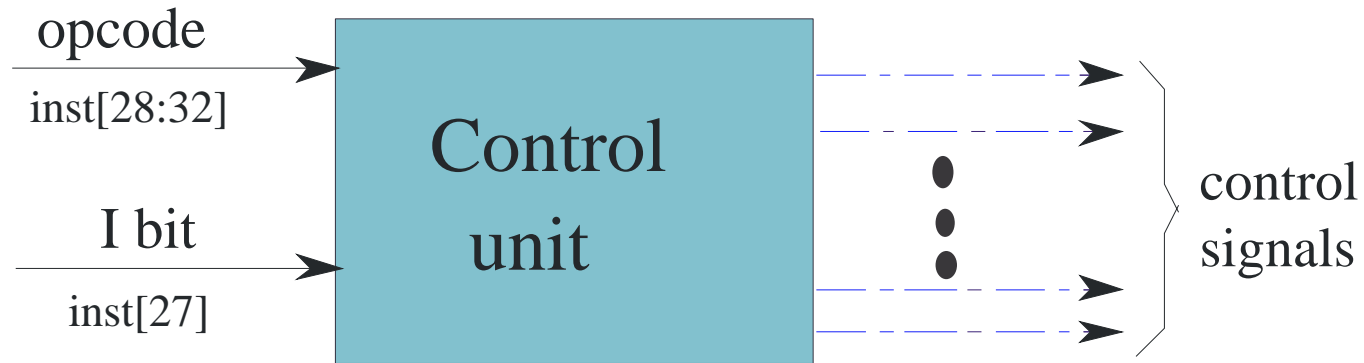 opcode
inst[28:32]
I bit
inst[27]
Control
unit
control
signals